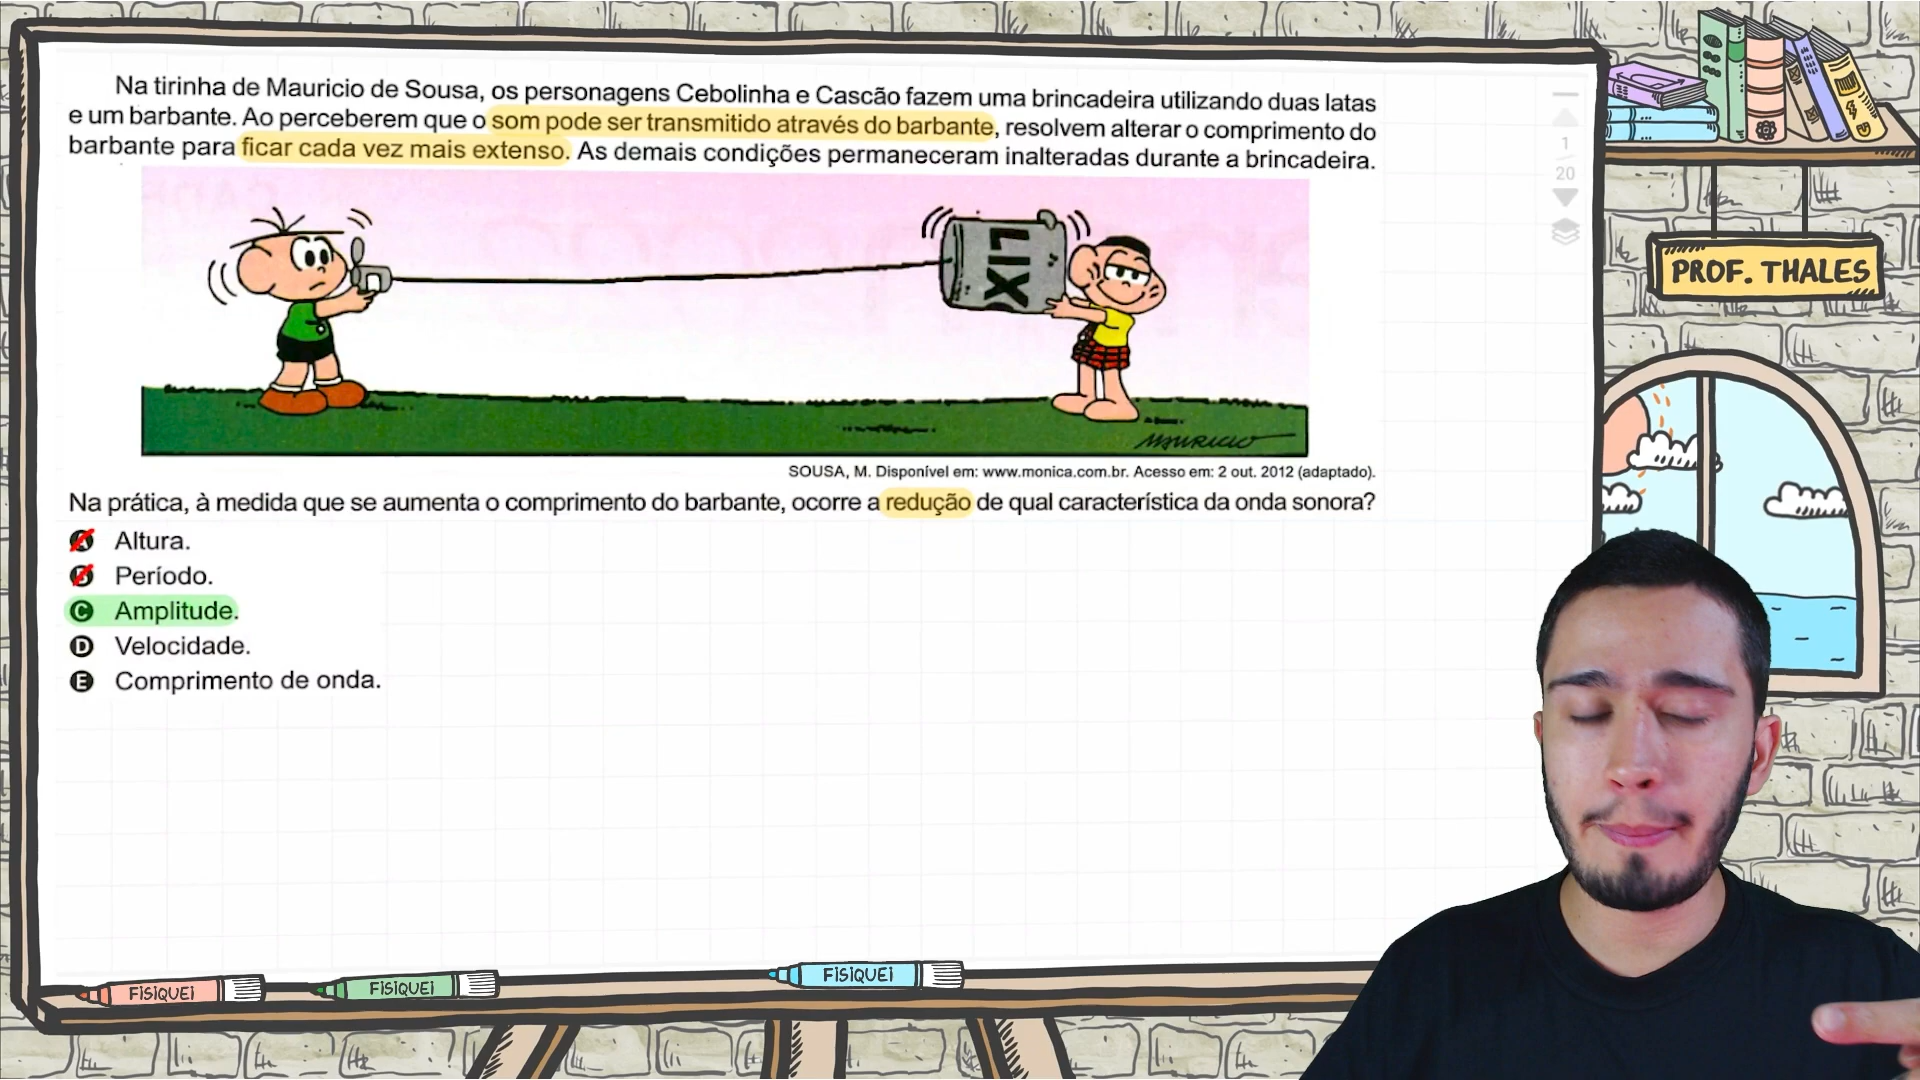 Na tirinha de Mauricio de Sousa, os personagens Cebolinha e Cascão fazem uma brincadeira utilizando duas latas
e um barbante. Ao perceberem que o som pode ser transmitido através do barbante, resolvem alterar o comprimento do
barbante para ficar cada vez mais extenso. As demais condições permaneceram inalteradas durante a brincadeira.
1
20
PROF. THALES
LIX
MAURICIO
SOUSA, M. Disponível em: www.monica.com.br. Acesso em: 2 out. 2012 (adaptado).
Na prática, à medida que se aumenta o comprimento do barbante, ocorre a redução de qual característica da onda sonora?
A Altura.
B Período.
C Amplitude.
D Velocidade.
E Comprimento de onda.
FISIQUEI
FISIQUEI
FISIQUEI